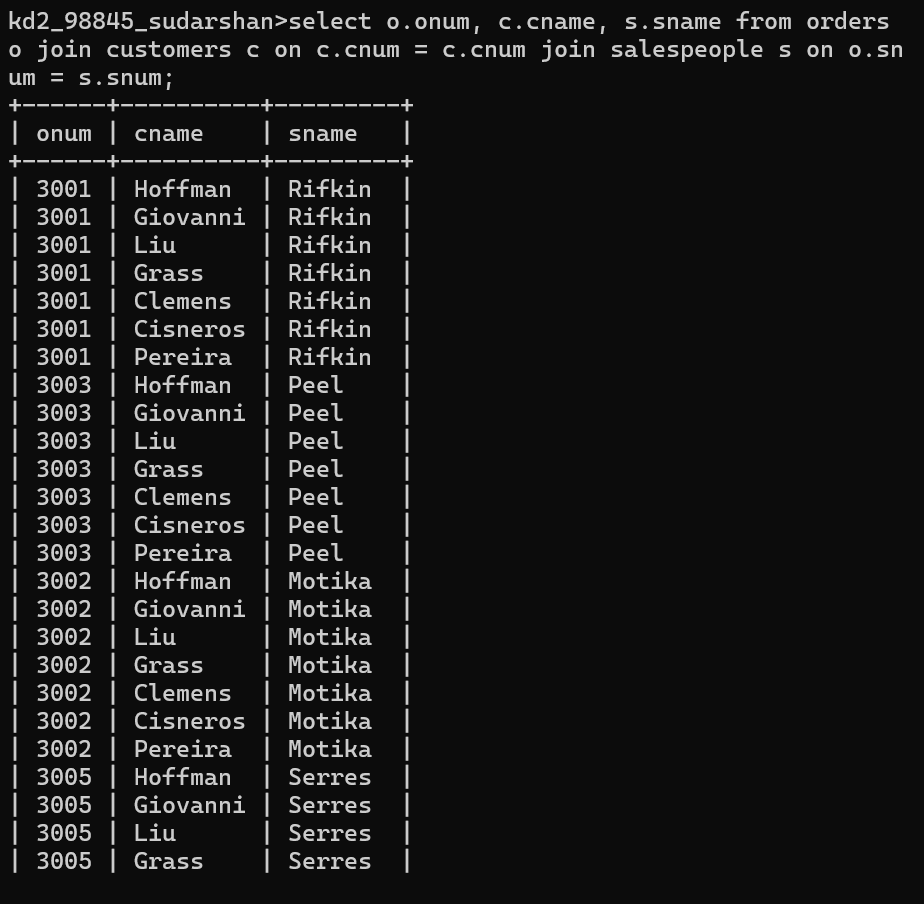 kd2_98845_sudarshan>select o.onum, c.cname, s.sname from orders
o join customers c on c.cnum = c.cnum join salespeople s on o.sn
um = s.snum;
+------+----------+---------+
| onum | cname    | sname   |
+------+----------+---------+
| 3001 | Hoffman  | Rifkin  |
| 3001 | Giovanni | Rifkin  |
| 3001 | Liu      | Rifkin  |
| 3001 | Grass    | Rifkin  |
| 3001 | Clemens  | Rifkin  |
| 3001 | Cisneros | Rifkin  |
| 3001 | Pereira  | Rifkin  |
| 3003 | Hoffman  | Peel    |
| 3003 | Giovanni | Peel    |
| 3003 | Liu      | Peel    |
| 3003 | Grass    | Peel    |
| 3003 | Clemens  | Peel    |
| 3003 | Cisneros | Peel    |
| 3003 | Pereira  | Peel    |
| 3002 | Hoffman  | Motika  |
| 3002 | Giovanni | Motika  |
| 3002 | Liu      | Motika  |
| 3002 | Grass    | Motika  |
| 3002 | Clemens  | Motika  |
| 3002 | Cisneros | Motika  |
| 3002 | Pereira  | Motika  |
| 3005 | Hoffman  | Serres  |
| 3005 | Giovanni | Serres  |
| 3005 | Liu      | Serres  |
| 3005 | Grass    | Serres  |